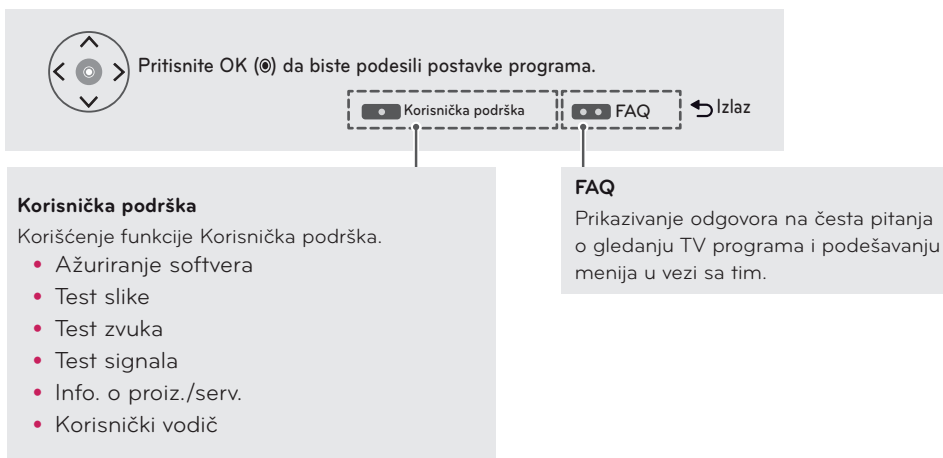 Pritisnite OK (◉) da biste podesili postavke programa.
Korisnička podrška
FAQ
Izlaz
Korisnička podrška
Korišćenje funkcije Korisnička podrška.
• Ažuriranje softvera
• Test slike
• Test zvuka
• Test signala
• Info. o proiz./serv.
• Korisnički vodič
FAQ
Prikazivanje odgovora na česta pitanja
o gledanju TV programa i podešavanju
menija u vezi sa tim.